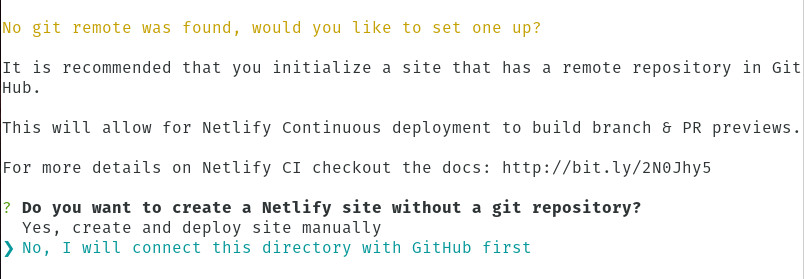 No git remote was found, would you like to set one up?
It is recommended that you initialize a site that has a remote repository in Git
Hub.
This will allow for Netlify Continuous deployment to build branch & PR previews.
For more details on Netlify CI checkout the docs: http://bit.ly/2N0Jhy5
? Do you want to create a Netlify site without a git repository?
Yes, create and deploy site manually
❯ No, I will connect this directory with GitHub first